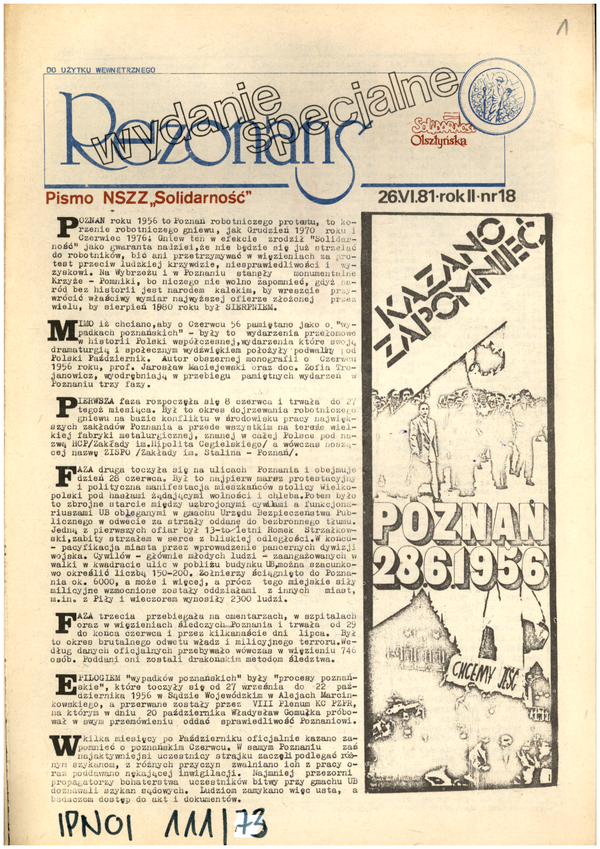 1
DO UŻYTKU WEWNĘTRZNEGO
Rezonans
wydanie specjalne
Solidarność
Olsztyńska
Pismo NSZZ „Solidarność”
26.VI.81·rok II·nr 18
POZNAŃ roku 1956 to Poznań robotniczego protestu, to ko-
rzenie robotniczego gniewu, jak Grudzień 1970 roku i
Czerwiec 1976; Gniew ten w efekcie zrodził "Solidar-
ność" jako gwaranta nadziei,że nie będzie się już strzelać
do robotników, bić ani przetrzymywać w więzieniach za pro-
test przeciw ludzkiej krzywdzie, niesprawiedliwości i wy-
zyskowi. Na Wybrzeżu i w Poznaniu stanęły monumentalne
Krzyże - Pomniki, bo niczego nie wolno zapomnieć, gdyż na-
ród bez historii jest narodem kalekim, by wreszcie przy-
wrócić właściwy wymiar najwyższej ofierze złożonej przez
wielu, by sierpień 1980 roku był SIERPNIEM.
MIMO iż chciano,aby o Czerwcu 56 pamiętano jako o "wy-
padkach poznańskich" - były to wydarzenia przełomowe
w historii Polski współczesnej,wydarzenia które swoją
dramaturgią i społecznym wydźwiękiem położyły podwaliny pod
Polski Październik. Autor obszernej monografii o Czerwcu
1956 roku, prof. Jarosław Maciejewski oraz doc. Zofia Tro-
janowicz, wyodrębniają w przebiegu pamiętnych wydarzeń w
Poznaniu trzy fazy.
PIERWSZA faza rozpoczęła się 8 czerwca i trwała do 27
tegoż miesiąca. Był to okres dojrzewania robotniczego
gniewu na bazie konfliktu w środowisku pracy najwięk-
szych zakładów Poznania a przede wszystkim na terenie wiel-
kiej fabryki metalurgicznej, znanej w całej Polsce pod na-
zwą HCP/Zakłady im.Hipolita Cegielskiego/ a wówczas noszą-
cej nazwę ZISPO /Zakłady im. Stalina - Poznań/.
FAZA druga toczyła się na ulicach Poznania i obejmuje
dzień 28 czerwca. Był to najpierw marsz protestacyjny
i polityczna manifestacja mieszkańców stolicy Wielko-
polski pod hasłami żądającymi wolności i chleba.Potem było
to zbrojne starcie między uzbrojonymi cywilami a funkcjona-
riuszami UB obleganymi w gmachu Urzędu Bezpieczeństwa Pub-
licznego w odwecie za strzały oddane do bezbronnego tłumu.
Jedną z pierwszych ofiar był 13-to-letni Romek Strzałkow-
ski,zabity strzałem w serce z bliskiej odległości.W końcu-
- pacyfikacja miasta przez wprowadzenie pancernych dywizji
wojska. Cywilów - głównie młodych ludzi - zaangażowanych w
walki w kwadracie ulic w pobliżu budynku UB,można szacunko-
wo określić liczbą 150-200. Żołnierzy ściągnięto do Pozna-
nia ok. 6000, a może i więcej, a prócz tego miejskie siły
milicyjne wzmocnione zostały oddziałami z innych miast,
m.in. z Piły i wieczorem wynosiły 2300 ludzi.
FAZA trzecia przebiegała na cmentarzach, w szpitalach
oraz w więzieniach śledczych Poznania i trwała od 29
do końca czerwca i przez kilkanaście dni lipca. Był
to okres brutalnego odwetu władz i milicyjnego terroru.We-
dług danych oficjalnych przebywało wówczas w więzieniu 746
osób. Poddani oni zostali drakońskim metodom śledztwa.
EPILOGIEM "wypadków poznańskich" były "procesy poznań-
skie", które toczyły się od 27 września do 22 paź-
dziernika 1956 w Sądzie Wojewódzkim w Alejach Marcin-
kowskiego, a przerwane zostały przez VIII Plenum KC PZPR,
na którym w dniu 20 października Władysław Gomułka próbo-
wał w swym przemówieniu oddać sprawiedliwość Poznaniowi.
W kilka miesięcy po Październiku oficjalnie kazano za-
pomnieć o poznańskim Czerwcu. W samym Poznaniu zaś
najaktywniejsi uczestnicy strajku zaczęli podlegać róż-
nym szykanom, z różnych przyczyn zwalniano ich z pracy o-
raz poddawano nękającej inwigilacji. Najmniej przezorni
propagatorzy bohaterstwa uczestników bitwy przy gmachu UB
doznawali szykan sądowych. Ludziom zamykano więc usta, a
badaczom dostęp do akt i dokumentów.
KAZANO
ZAPOMNIEĆ
POZNAŃ
2861956
CHCEMY JEŚĆ
IPNOI 111/73